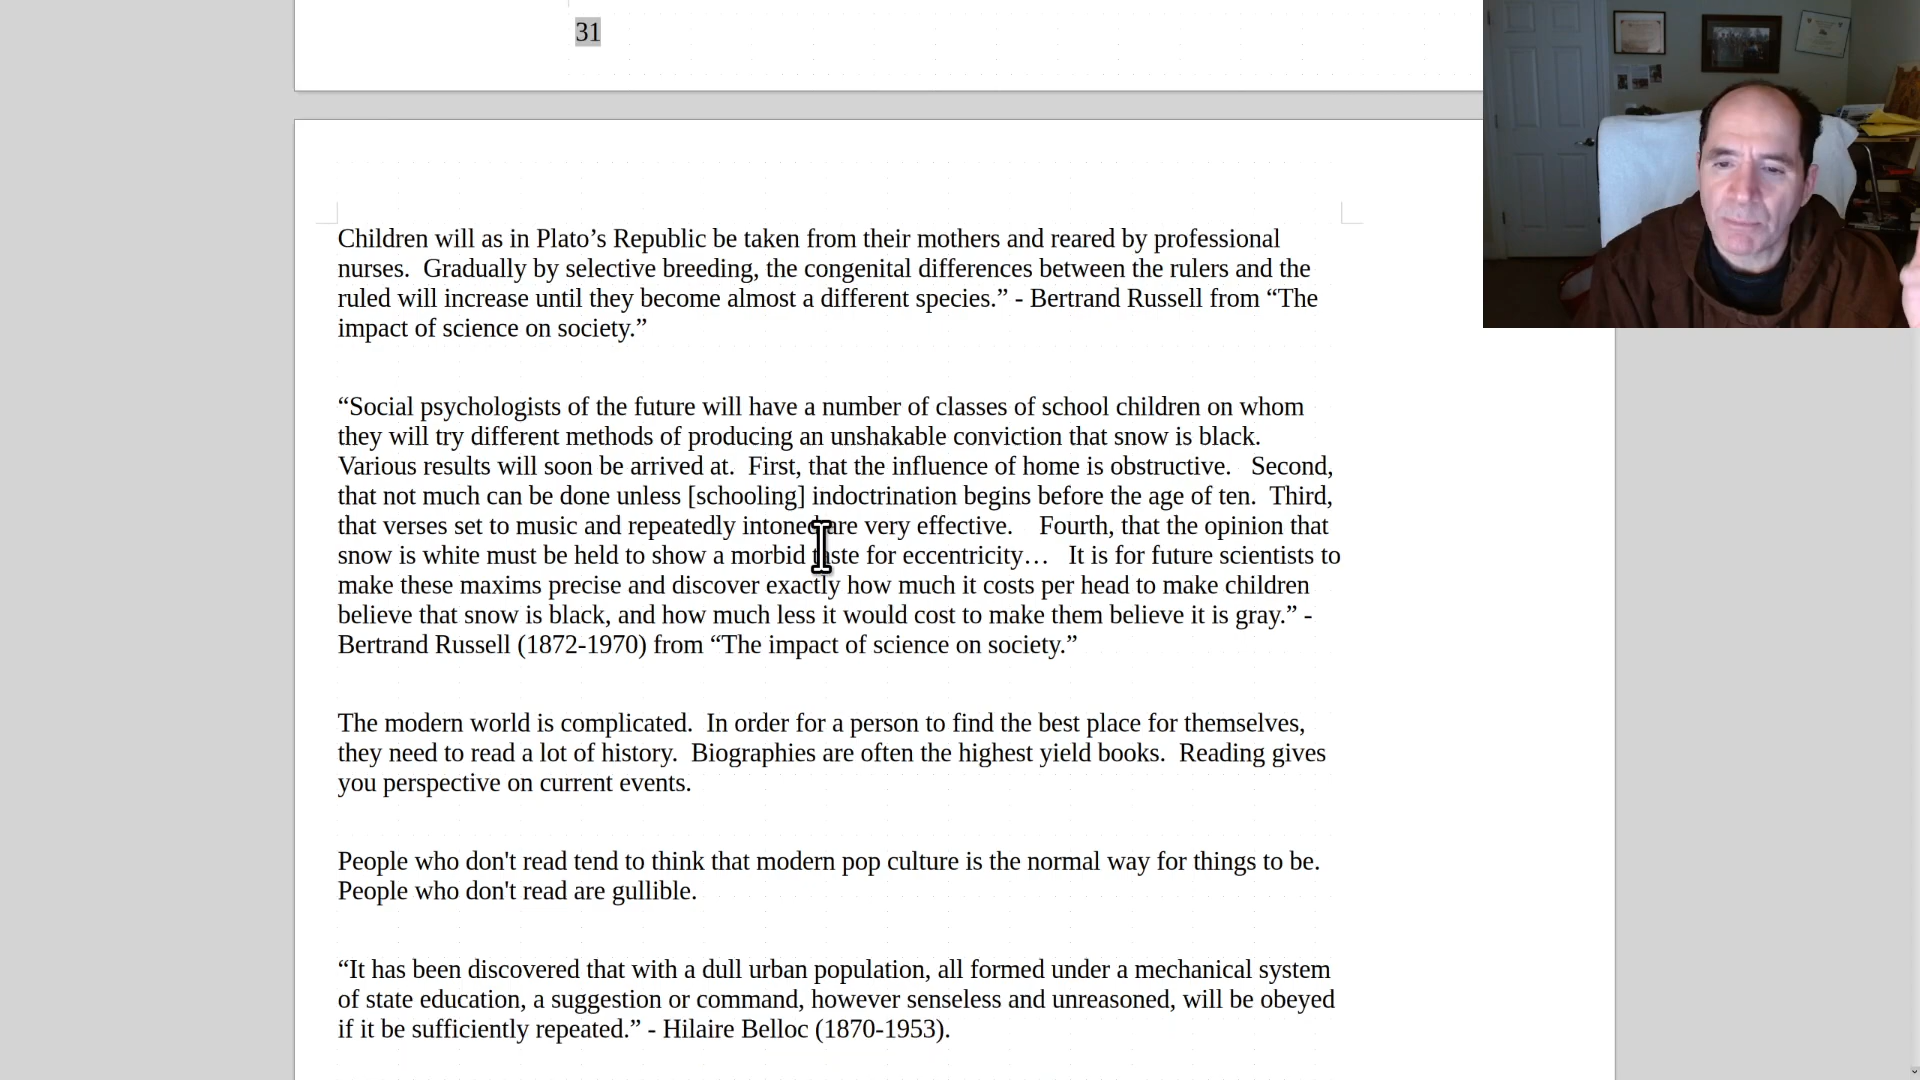 31
Children will as in Plato’s Republic be taken from their mothers and reared by professional
nurses.  Gradually by selective breeding, the congenital differences between the rulers and the
ruled will increase until they become almost a different species.” - Bertrand Russell from “The
impact of science on society.”
“Social psychologists of the future will have a number of classes of school children on whom
they will try different methods of producing an unshakable conviction that snow is black.
Various results will soon be arrived at.  First, that the influence of home is obstructive.   Second,
that not much can be done unless [schooling] indoctrination begins before the age of ten.  Third,
that verses set to music and repeatedly intoned are very effective.    Fourth, that the opinion that
snow is white must be held to show a morbid taste for eccentricity…   It is for future scientists to
make these maxims precise and discover exactly how much it costs per head to make children
believe that snow is black, and how much less it would cost to make them believe it is gray.” -
Bertrand Russell (1872-1970) from “The impact of science on society.”
The modern world is complicated.  In order for a person to find the best place for themselves,
they need to read a lot of history.  Biographies are often the highest yield books.  Reading gives
you perspective on current events.
People who don't read tend to think that modern pop culture is the normal way for things to be.
People who don't read are gullible.
“It has been discovered that with a dull urban population, all formed under a mechanical system
of state education, a suggestion or command, however senseless and unreasoned, will be obeyed
if it be sufficiently repeated.” - Hilaire Belloc (1870-1953).